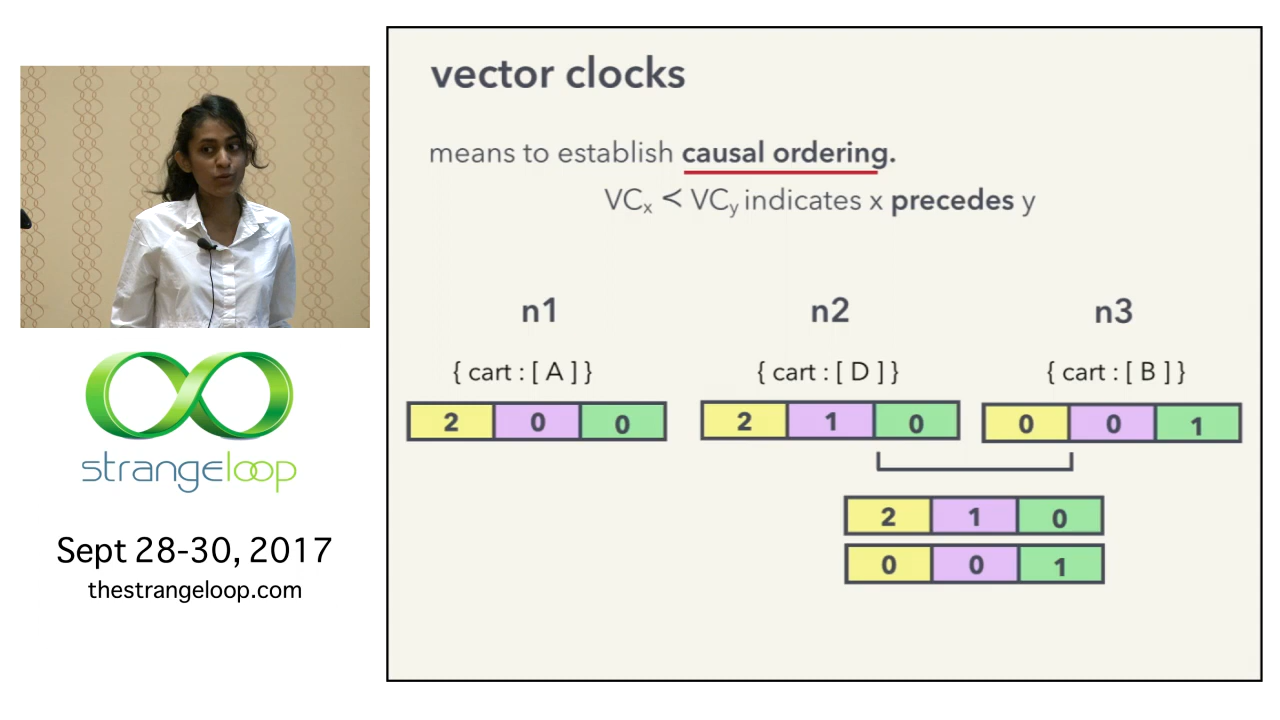 vector clocks
means to establish causal ordering.
VCx < VCy indicates x precedes y
n1 n2 n3
{ cart : [ A ] } { cart : [ D ] } { cart : [ B ] }
2 0 0 2 1 0 0 0 1
2 1 0
0 0 1
strangeloop
Sept 28-30, 2017
thestrangeloop.com